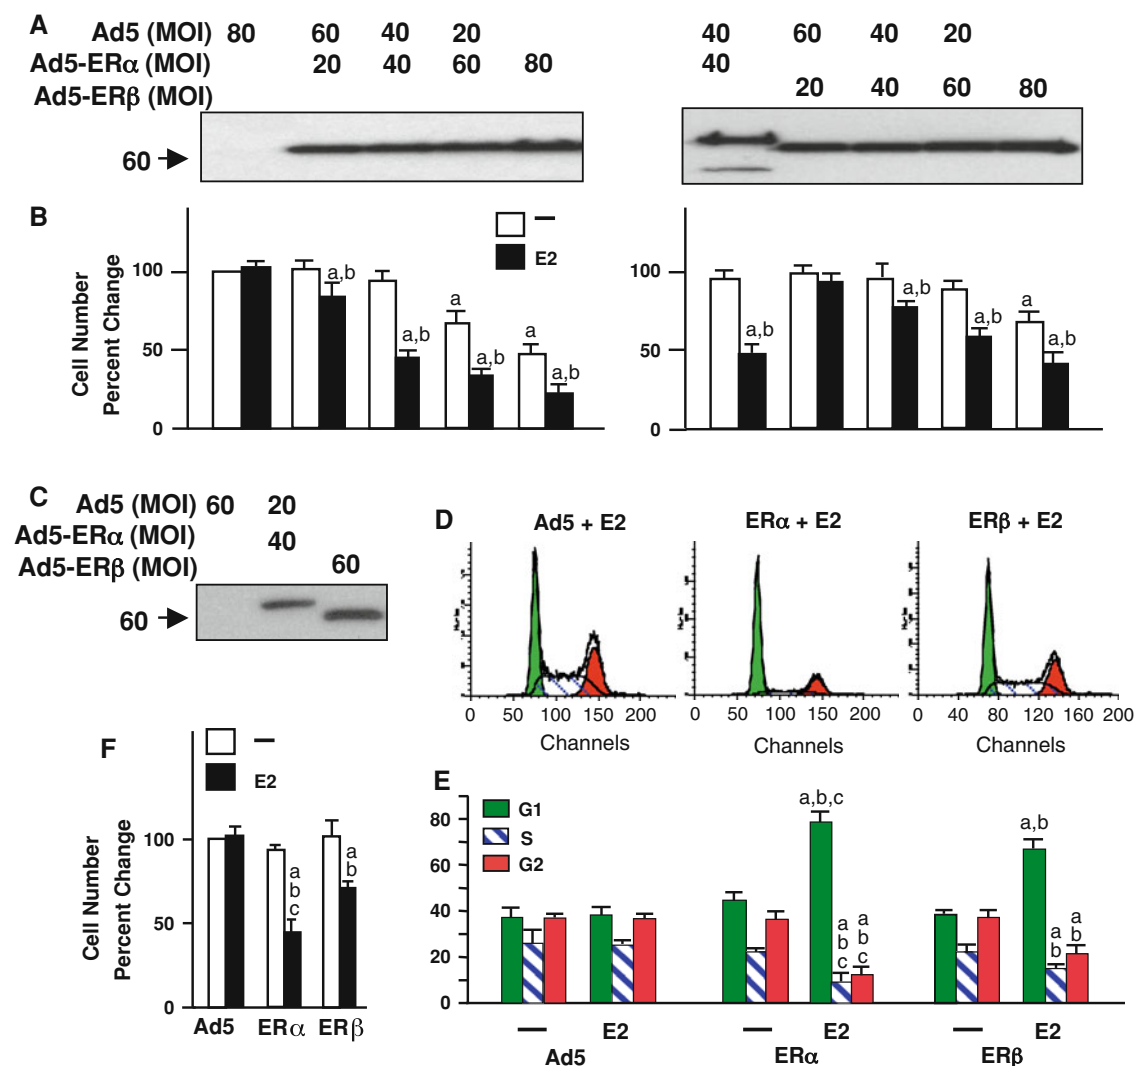 A
Ad5 (MOI) 80 60 40 20
Ad5-ERα (MOI) 20 40 60 80
Ad5-ERβ (MOI)
40 60 40 20
40
20 40 60 80
60
B
— 
E2
Cell Number
Percent Change
100
50
0
a,b
a,b
a
a,b
a
a,b
100
50
0
a,b
a,b
a,b
a
a,b
C
Ad5 (MOI) 60 20
Ad5-ERα (MOI) 40
Ad5-ERβ (MOI) 60
60
D
Ad5 + E2
ERα + E2
ERβ + E2
0 50 100 150 200
Channels
0 50 100 150 200
Channels
0 40 80 120 160 200
Channels
F
—
E2
Cell Number
Percent Change
100
50
0
a
b
c
a
b
Ad5 ERα ERβ
E
G1
S
G2
80
60
40
20
0
a,b,c
a
b
c
a
b
c
a,b
a
b
a
b
— E2 — E2 — E2
Ad5 ERα ERβ